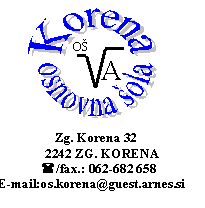 Korena
OŠ
√A
osnovna šola
Zg. Korena 32
2242 ZG. KORENA
☎/fax.: 062-682 658
E-mail:os.korena@guest.arnes.si